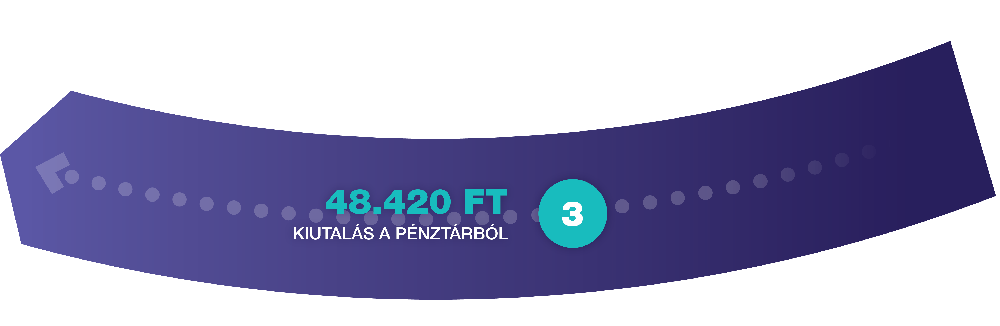 48.420 FT
KIUTALÁS A PÉNZTÁRBÓL
3